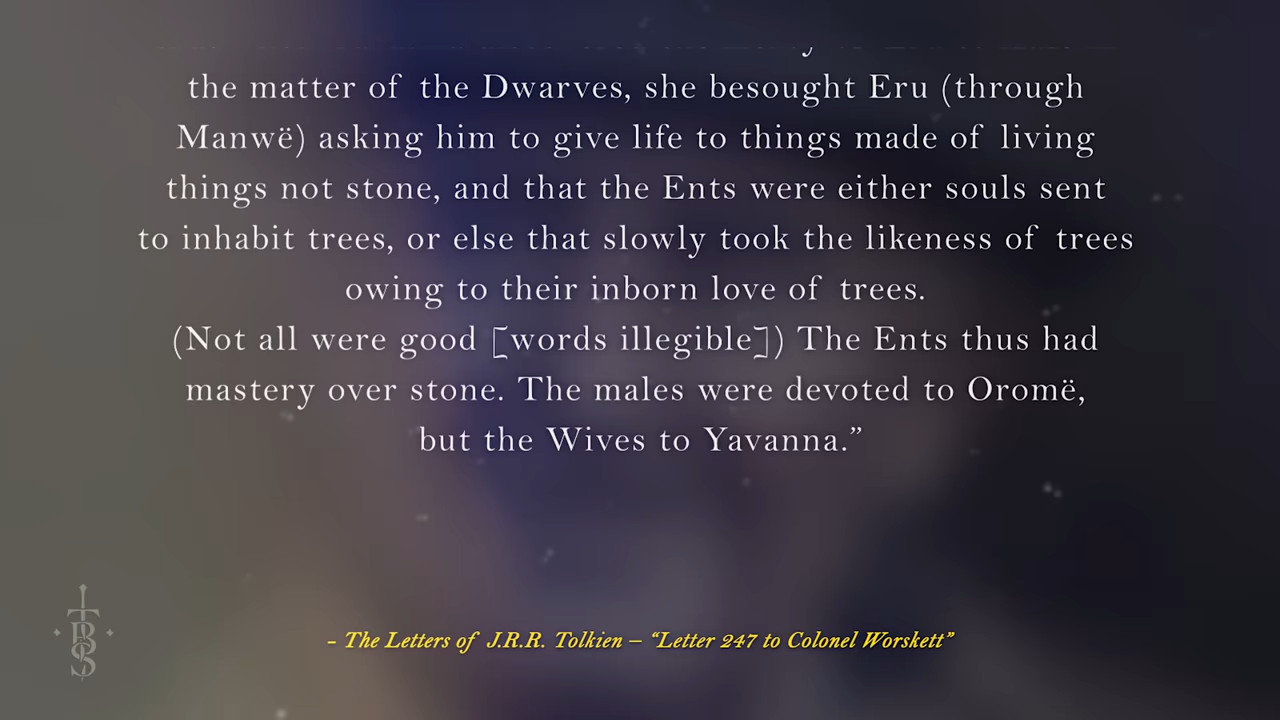 the matter of the Dwarves, she besought Eru (through
Manwë) asking him to give life to things made of living
things not stone, and that the Ents were either souls sent
to inhabit trees, or else that slowly took the likeness of trees
owing to their inborn love of trees.
(Not all were good [words illegible]) The Ents thus had
mastery over stone. The males were devoted to Oromë,
but the Wives to Yavanna.”
– The Letters of J.R.R. Tolkien – “Letter 247 to Colonel Worskett”
TBS